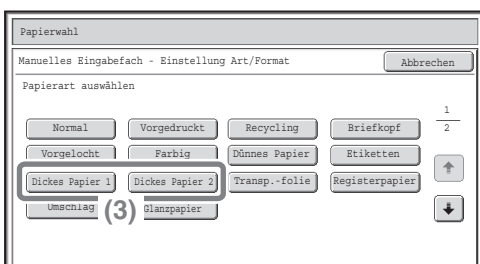 Papierwahl
Manuelles Eingabefach - Einstellung Art/Format Abbrechen
Papierart auswählen
1
Normal Vorgedruckt Recycling Briefkopf 2
Vorgelocht Farbig Dünnes Papier Etiketten
Dickes Papier 1 Dickes Papier 2 Transp.-folie Registerpapier
Umschlag (3) Glanzpapier